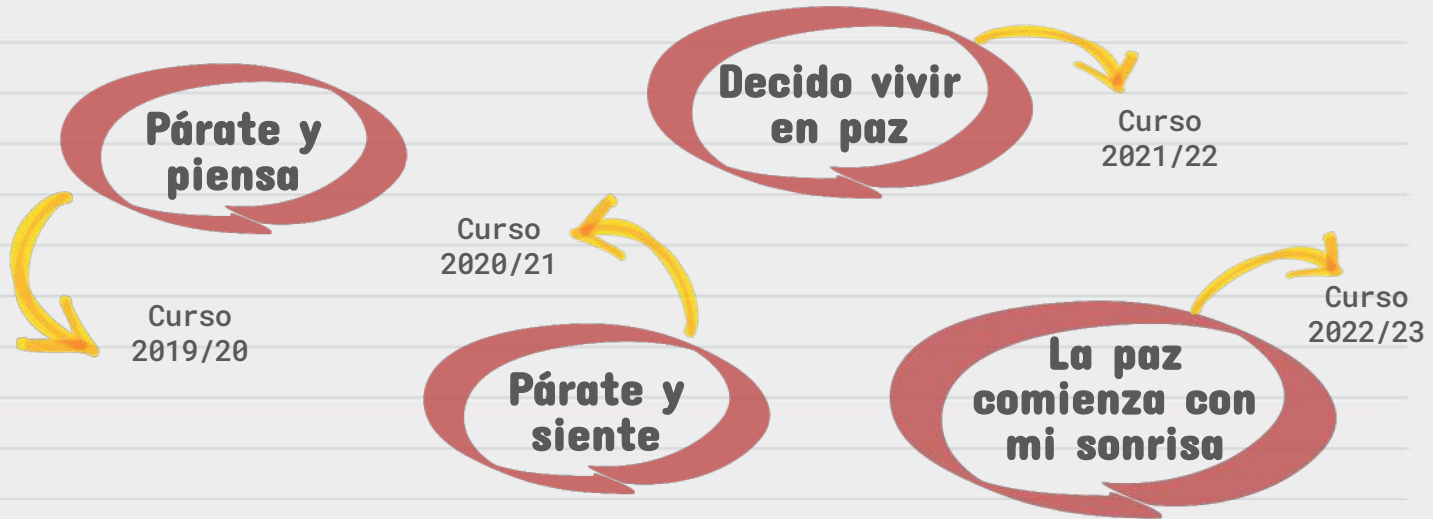 Párate y
piensa
Curso
2019/20
Curso
2020/21
Párate y
siente
Decido vivir
en paz
Curso
2021/22
La paz
comienza con
mi sonrisa
Curso
2022/23